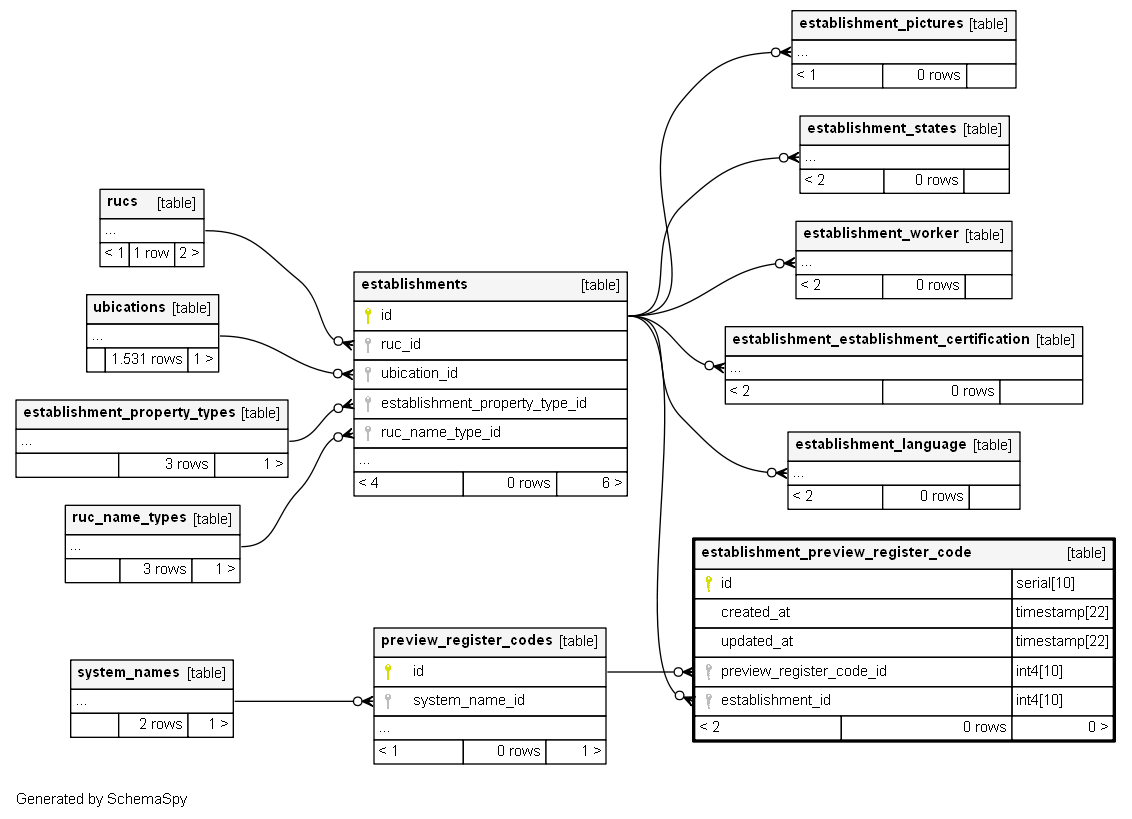 establishment_pictures [table]
...
< 1 0 rows
establishment_states [table]
...
< 2 0 rows
rucs [table]
...
< 1 1 row 2 >
establishment_worker [table]
...
< 2 0 rows
establishments [table]
id
ruc_id
ubication_id
establishment_property_type_id
ruc_name_type_id
...
< 4 0 rows 6 >
ubications [table]
...
1.531 rows 1 >
establishment_establishment_certification [table]
...
< 2 0 rows
establishment_property_types [table]
...
3 rows 1 >
establishment_language [table]
...
< 2 0 rows
ruc_name_types [table]
...
3 rows 1 >
establishment_preview_register_code [table]
id serial[10]
created_at timestamp[22]
updated_at timestamp[22]
preview_register_code_id int4[10]
establishment_id int4[10]
< 2 0 rows 0 >
preview_register_codes [table]
id
system_name_id
...
< 1 0 rows 1 >
system_names [table]
...
2 rows 1 >
Generated by SchemaSpy